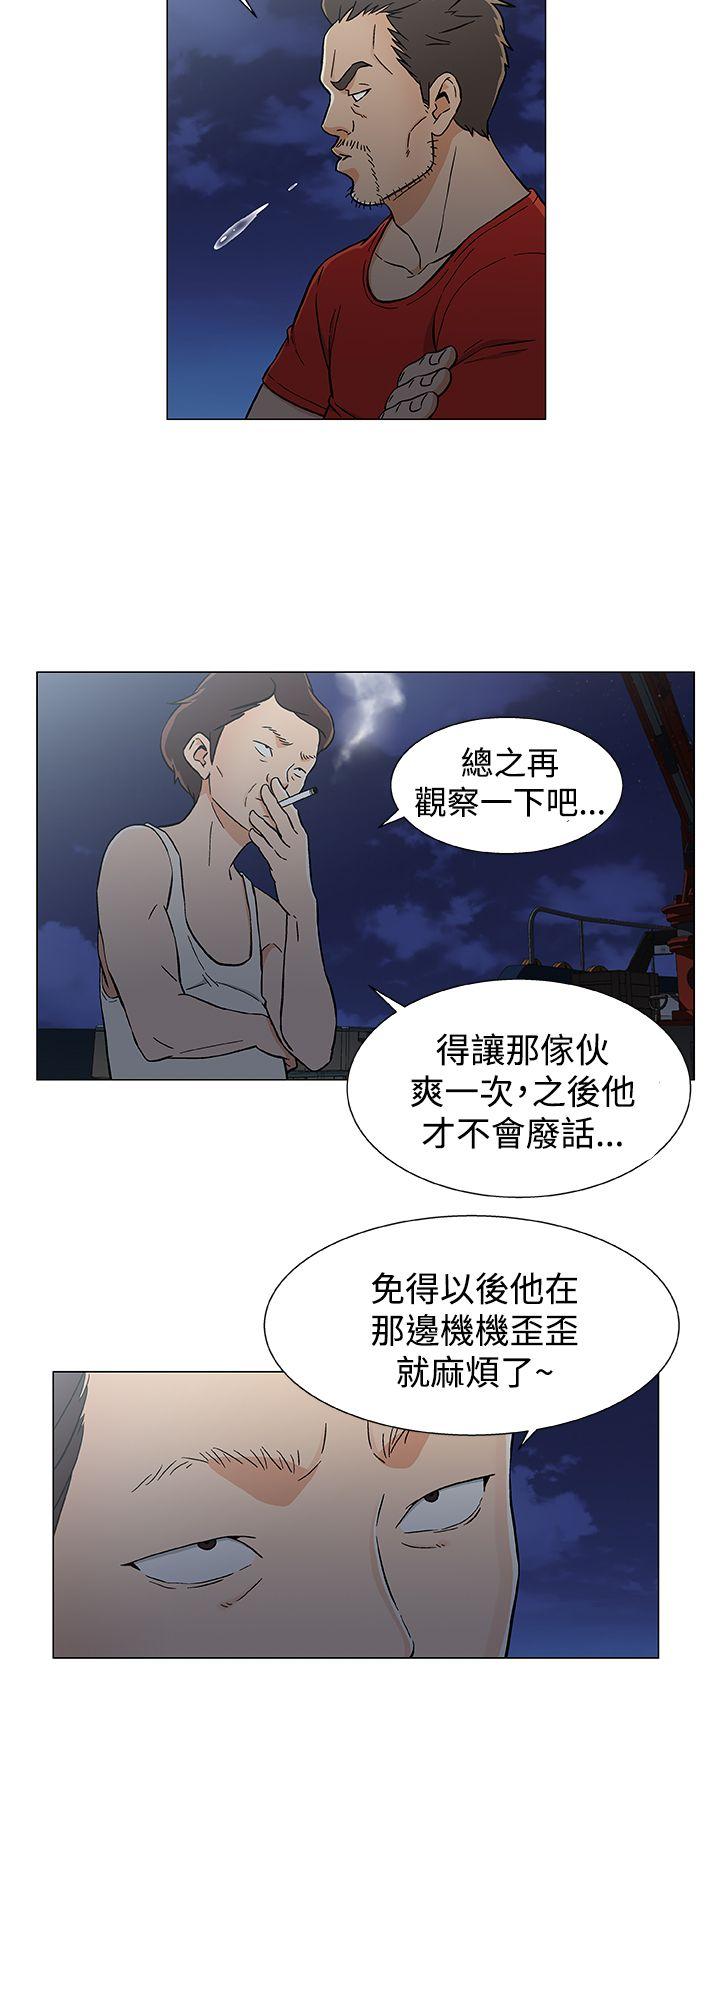 總之再
觀察一下吧...
得讓那傢伙
爽一次，之後他
才不會廢話...
免得以後他在
那邊機機歪歪
就麻煩了~